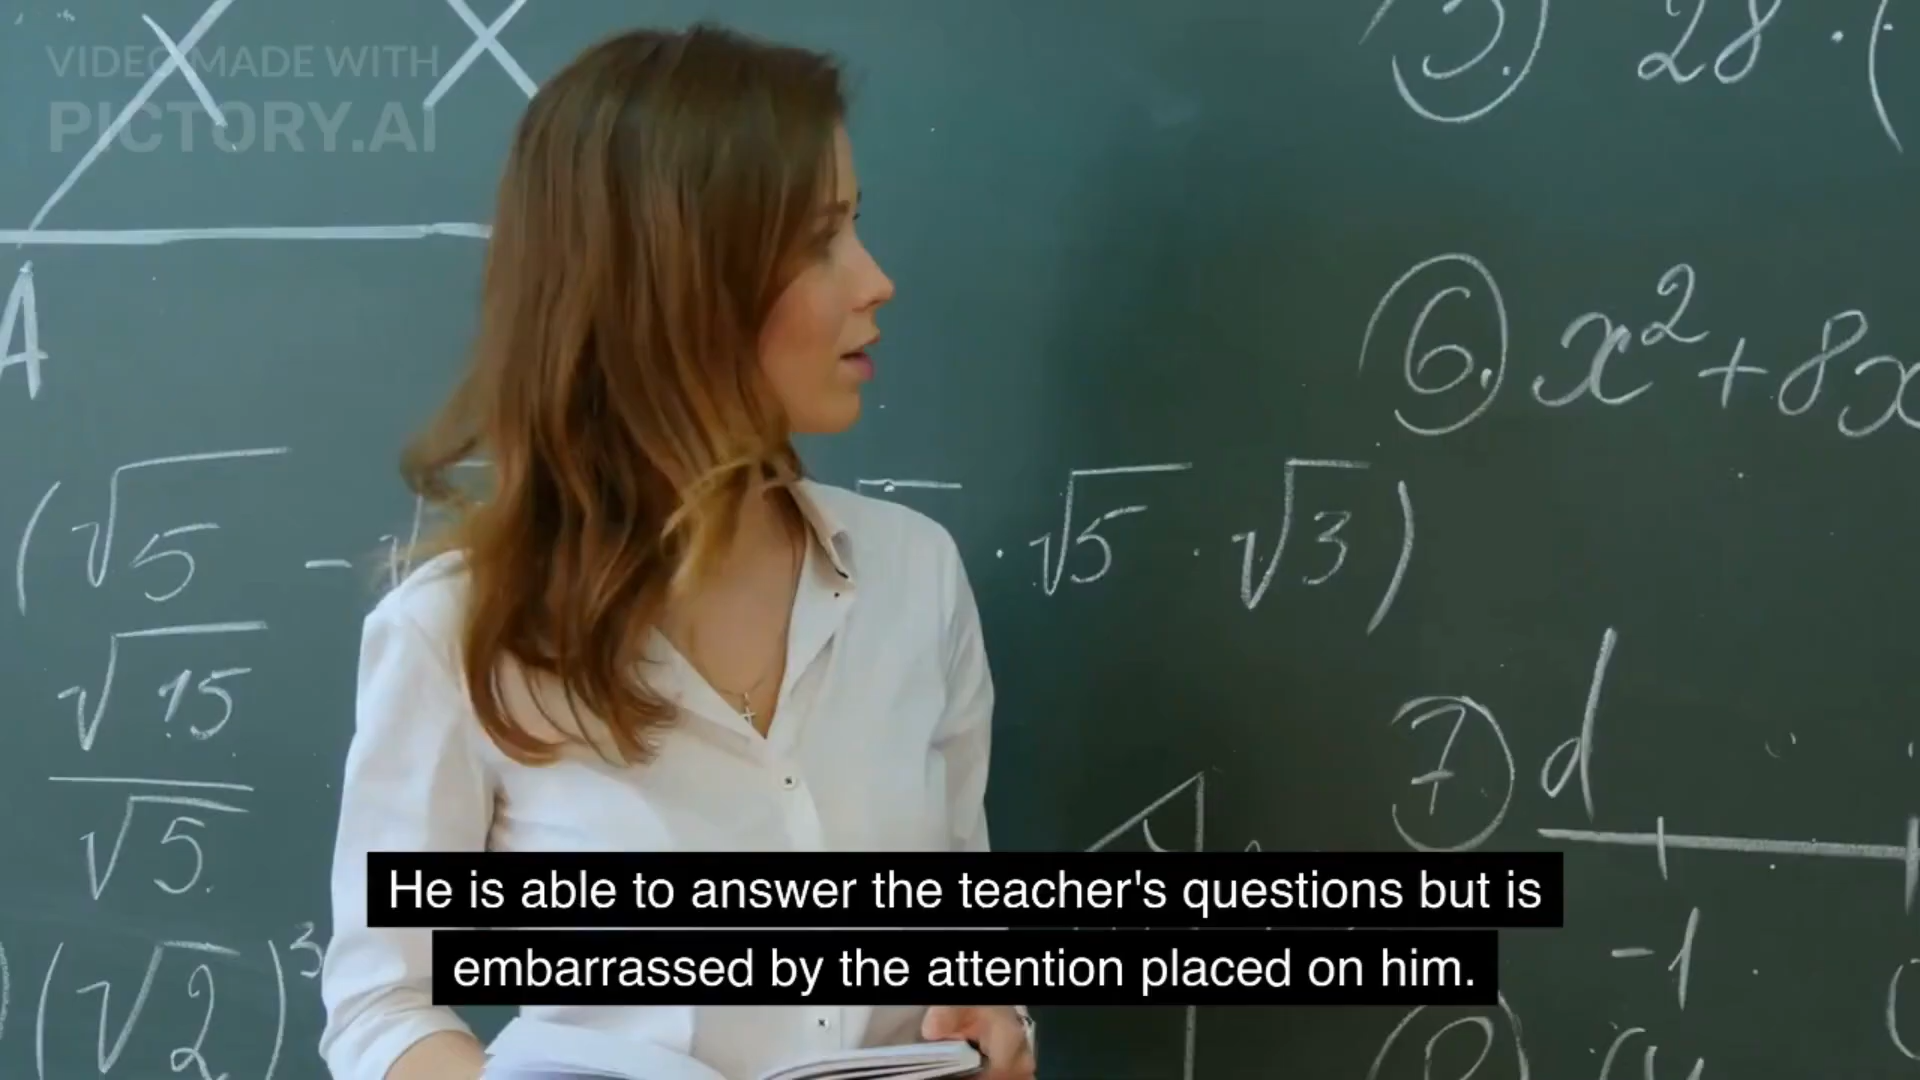 VIDEO MADE WITH
PICTORY.AI
3.) 28 · (
A
6. x² + 8x
(√5 - √
· √5 · √3)
√15
√5
7 d
(√2)³
-1
He is able to answer the teacher's questions but is
embarrassed by the attention placed on him.